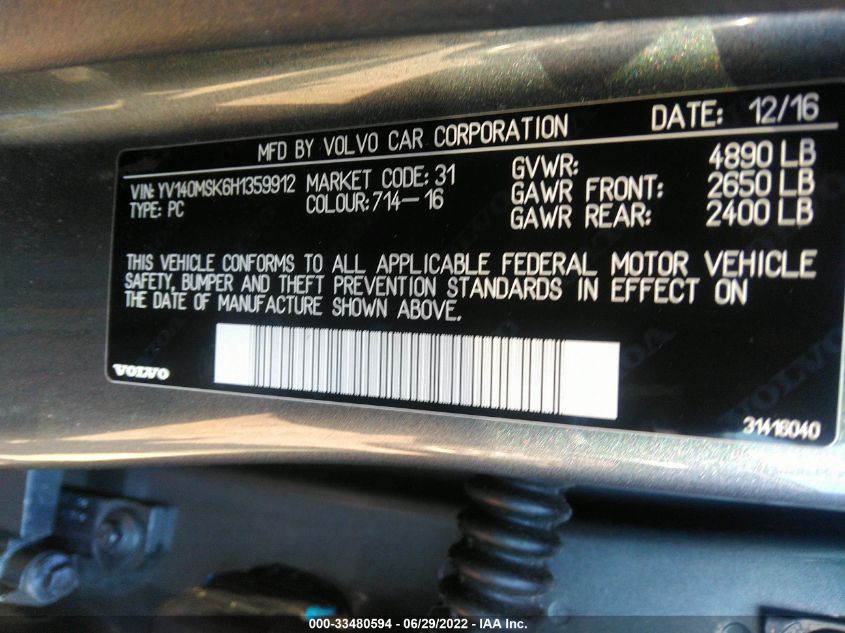 MFD BY VOLVO CAR CORPORATION DATE: 12/16
VIN: YV140MSK6H1359912 MARKET CODE: 31 GVWR: 4890 LB
TYPE: PC COLOUR: 714-16 GAWR FRONT: 2650 LB
GAWR REAR: 2400 LB
THIS VEHICLE CONFORMS TO ALL APPLICABLE FEDERAL MOTOR VEHICLE
SAFETY, BUMPER AND THEFT PREVENTION STANDARDS IN EFFECT ON
THE DATE OF MANUFACTURE SHOWN ABOVE.
VOLVO
31416040
000-33480594 - 06/29/2022 - IAA Inc.